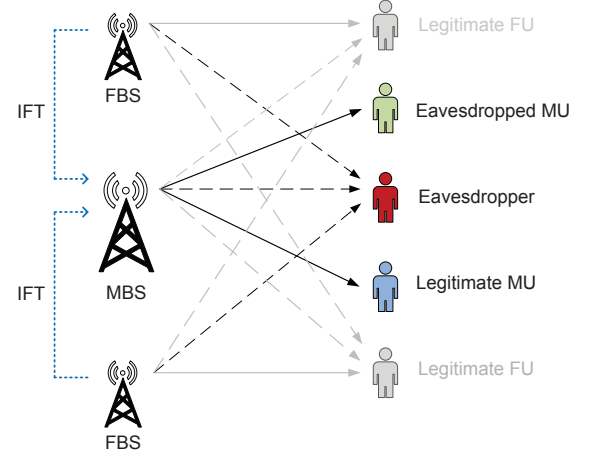 Legitimate FU
FBS
IFT
Eavesdropped MU
Eavesdropper
MBS
Legitimate MU
IFT
Legitimate FU
FBS